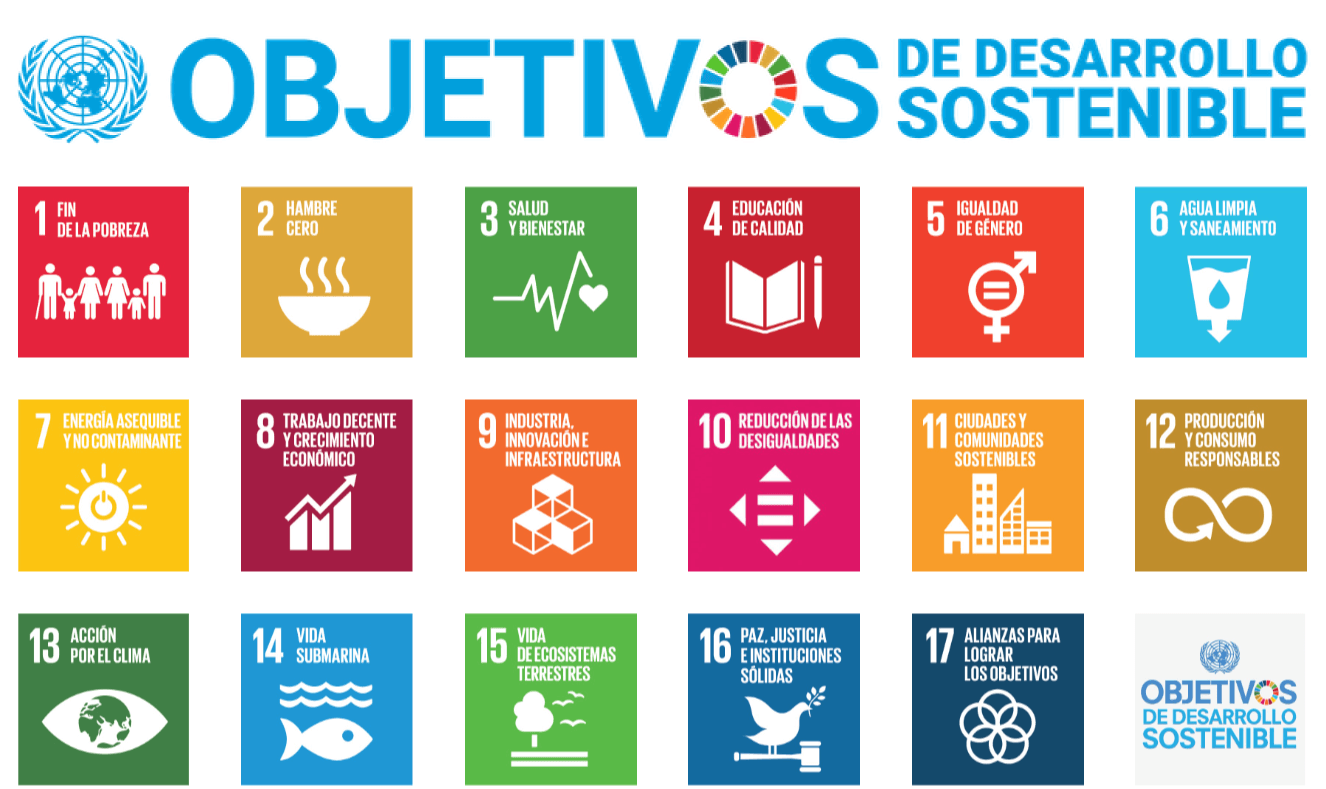 OBJETIVOS DE DESARROLLO
SOSTENIBLE
1 FIN
DE LA POBREZA
2 HAMBRE
CERO
3 SALUD
Y BIENESTAR
4 EDUCACIÓN
DE CALIDAD
5 IGUALDAD
DE GÉNERO
6 AGUA LIMPIA
Y SANEAMIENTO
7 ENERGÍA ASEQUIBLE
Y NO CONTAMINANTE
8 TRABAJO DECENTE
Y CRECIMIENTO
ECONÓMICO
9 INDUSTRIA,
INNOVACIÓN E
INFRAESTRUCTURA
10 REDUCCIÓN DE LAS
DESIGUALDADES
11 CIUDADES Y
COMUNIDADES
SOSTENIBLES
12 PRODUCCIÓN
Y CONSUMO
RESPONSABLES
13 ACCIÓN
POR EL CLIMA
14 VIDA
SUBMARINA
15 VIDA
DE ECOSISTEMAS
TERRESTRES
16 PAZ, JUSTICIA
E INSTITUCIONES
SÓLIDAS
17 ALIANZAS PARA
LOGRAR
LOS OBJETIVOS
OBJETIVOS
DE DESARROLLO
SOSTENIBLE